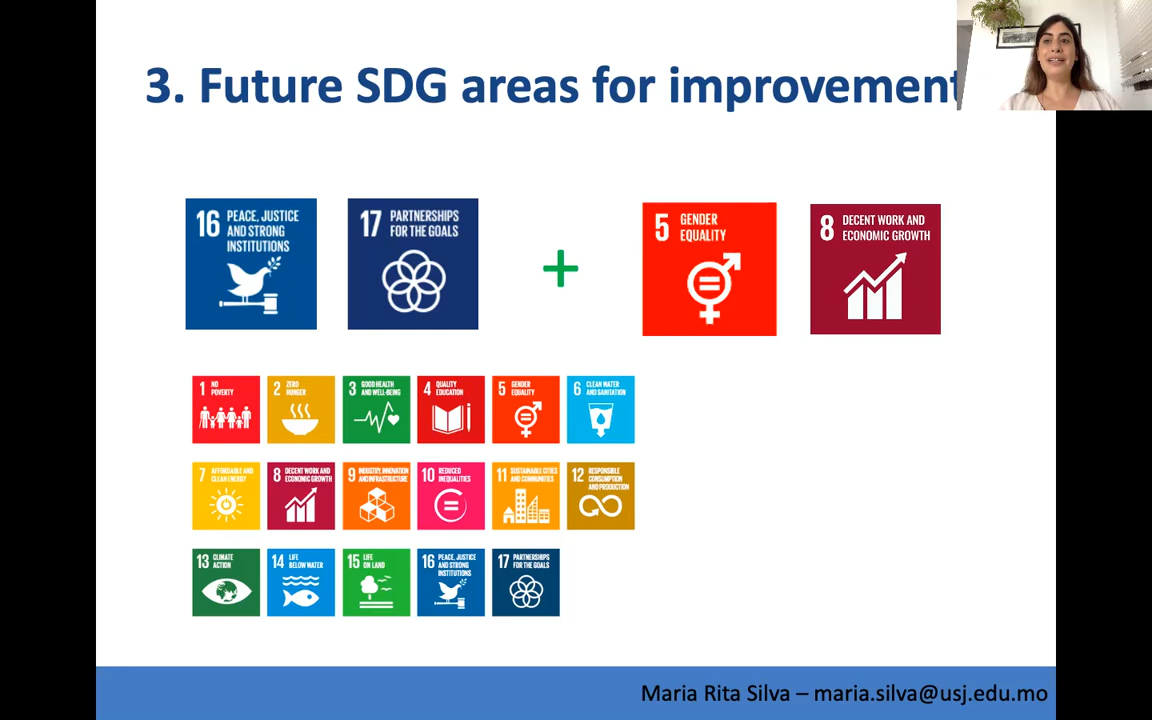 3. Future SDG areas for improvement
16 PEACE, JUSTICE
AND STRONG
INSTITUTIONS
17 PARTNERSHIPS
FOR THE GOALS
+
5 GENDER
EQUALITY
8 DECENT WORK AND
ECONOMIC GROWTH
1 NO
POVERTY
2 ZERO
HUNGER
3 GOOD HEALTH
AND WELL-BEING
4 QUALITY
EDUCATION
5 GENDER
EQUALITY
6 CLEAN WATER
AND SANITATION
7 AFFORDABLE AND
CLEAN ENERGY
8 DECENT WORK AND
ECONOMIC GROWTH
9 INDUSTRY, INNOVATION
AND INFRASTRUCTURE
10 REDUCED
INEQUALITIES
11 SUSTAINABLE CITIES
AND COMMUNITIES
12 RESPONSIBLE
CONSUMPTION
AND PRODUCTION
13 CLIMATE
ACTION
14 LIFE
BELOW WATER
15 LIFE
ON LAND
16 PEACE, JUSTICE
AND STRONG
INSTITUTIONS
17 PARTNERSHIPS
FOR THE GOALS
Maria Rita Silva – maria.silva@usj.edu.mo